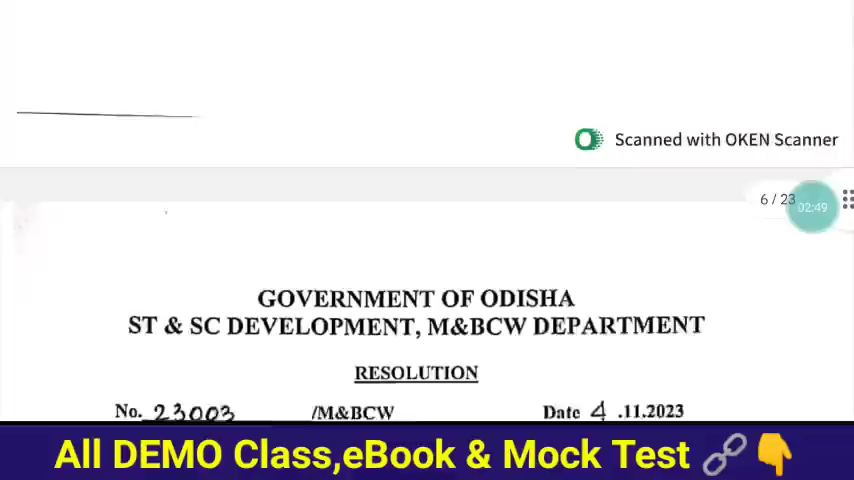 Scanned with OKEN Scanner
6 / 23
02:49
GOVERNMENT OF ODISHA
ST & SC DEVELOPMENT, M&BCW DEPARTMENT
RESOLUTION
No. 23003 /M&BCW Date 4 .11.2023
All DEMO Class,eBook & Mock Test 🔗👇